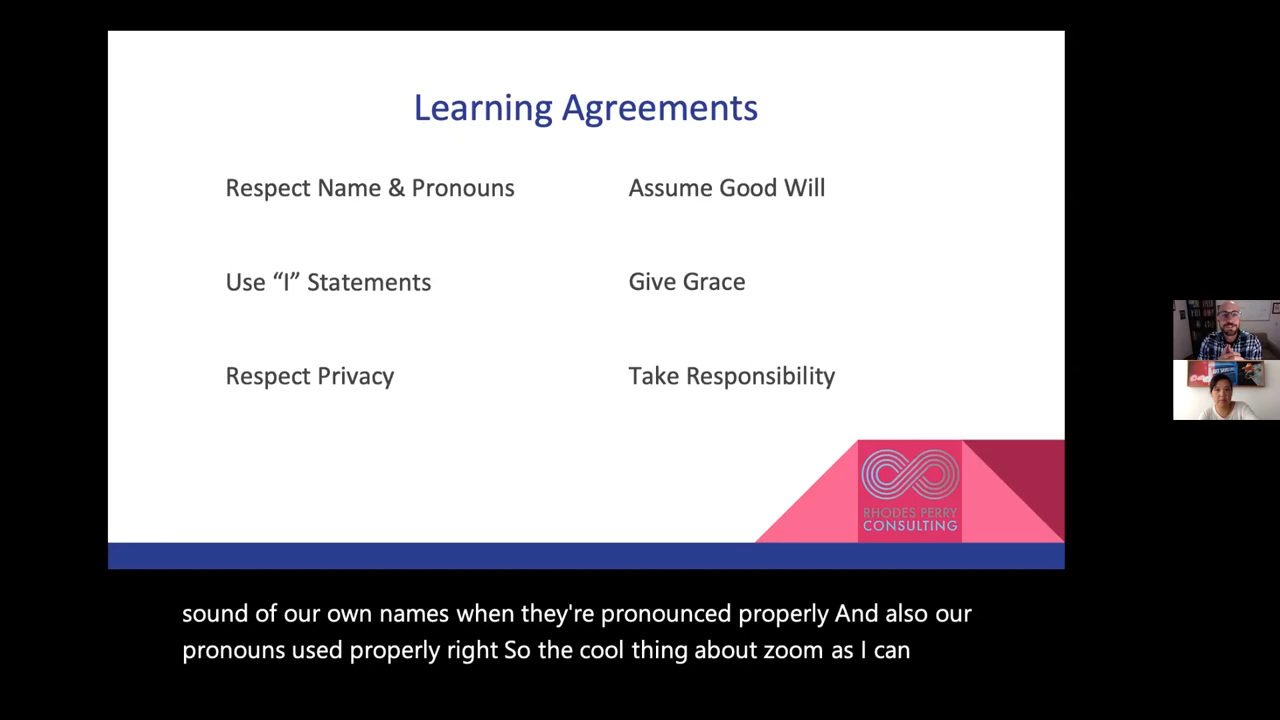 Learning Agreements
Respect Name & Pronouns
Assume Good Will
Use “I” Statements
Give Grace
Respect Privacy
Take Responsibility
RHODES PERRY
CONSULTING
sound of our own names when they're pronounced properly And also our
pronouns used properly right So the cool thing about zoom as I can